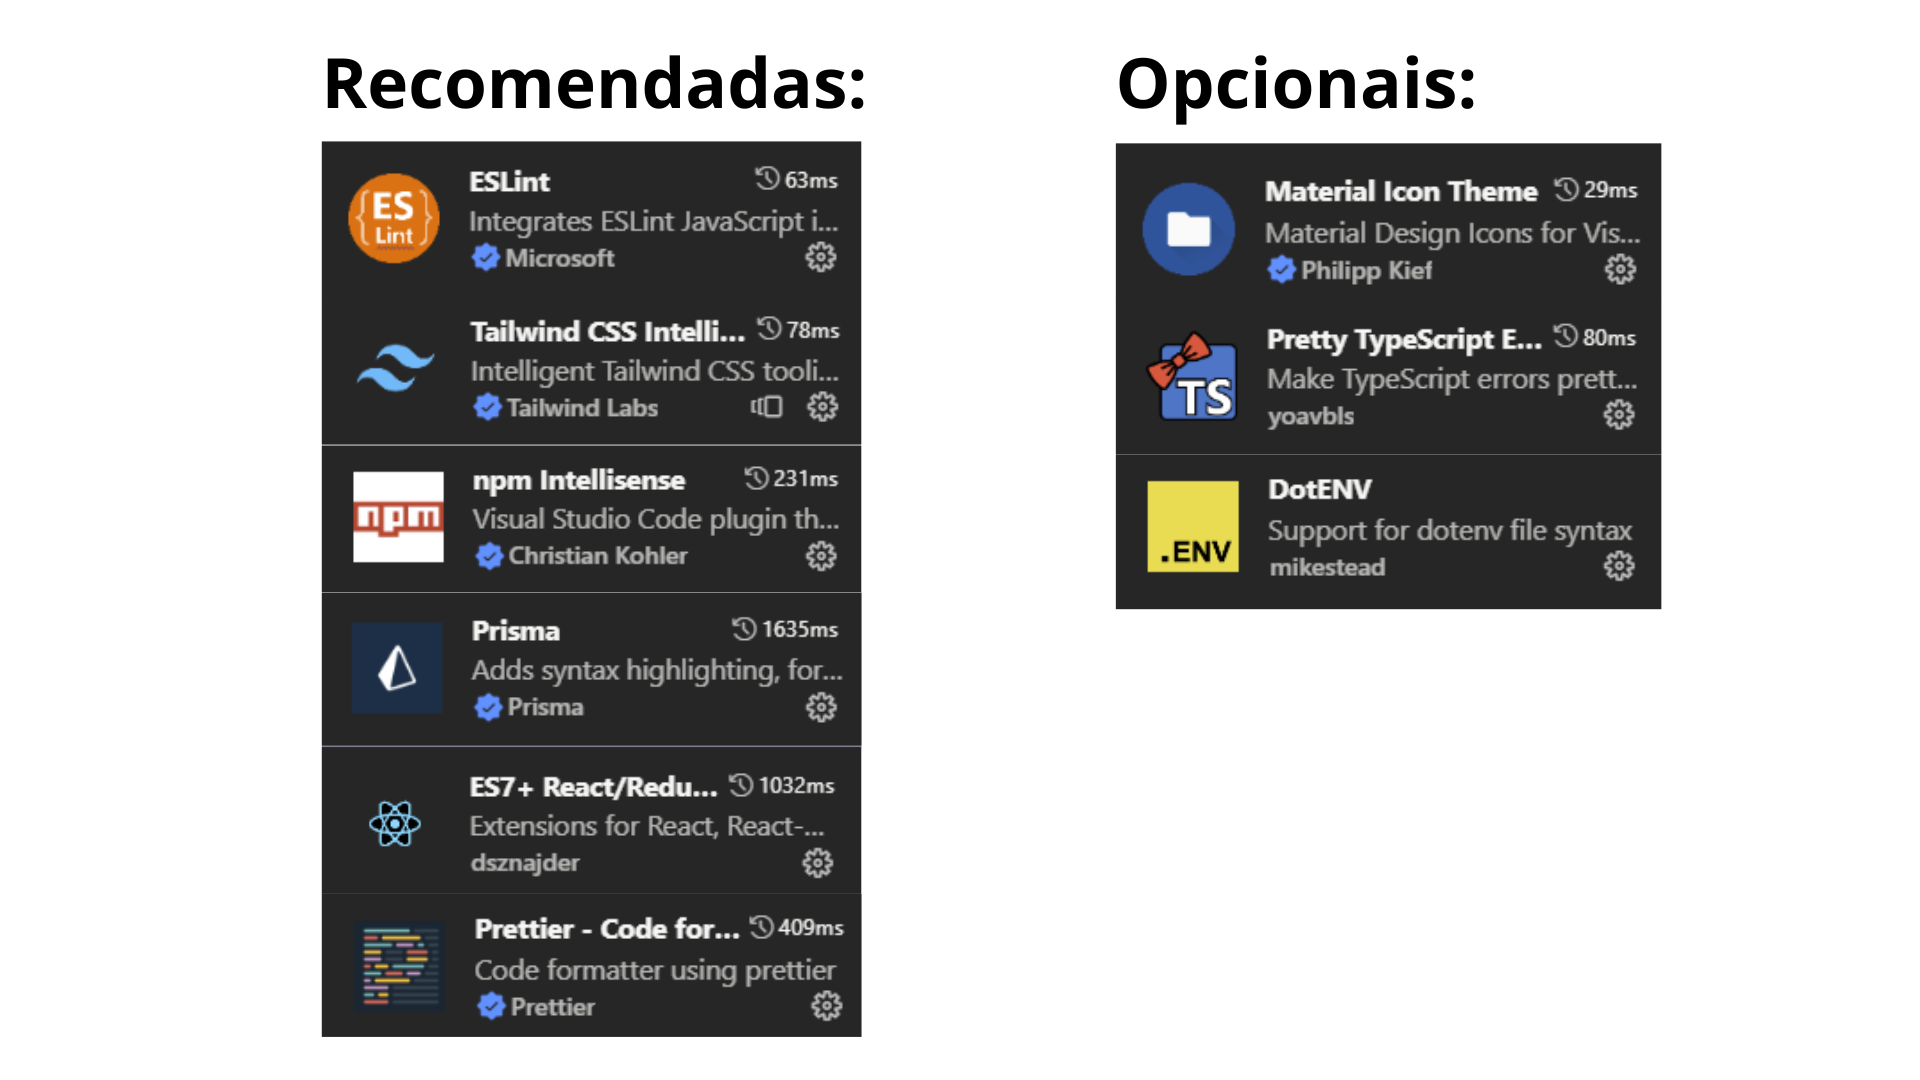 Recomendadas:
ES
Lint
ESLint 63ms
Integrates ESLint JavaScript i...
Microsoft
Tailwind CSS Intelli... 78ms
Intelligent Tailwind CSS tooli...
Tailwind Labs
npm
npm Intellisense 231ms
Visual Studio Code plugin th...
Christian Kohler
Prisma 1635ms
Adds syntax highlighting, for...
Prisma
ES7+ React/Redu... 1032ms
Extensions for React, React-...
dsznajder
Prettier - Code for... 409ms
Code formatter using prettier
Prettier
Opcionais:
Material Icon Theme 29ms
Material Design Icons for Vis...
Philipp Kief
TS
Pretty TypeScript E... 80ms
Make TypeScript errors prett...
yoavbls
.ENV
DotENV
Support for dotenv file syntax
mikestead